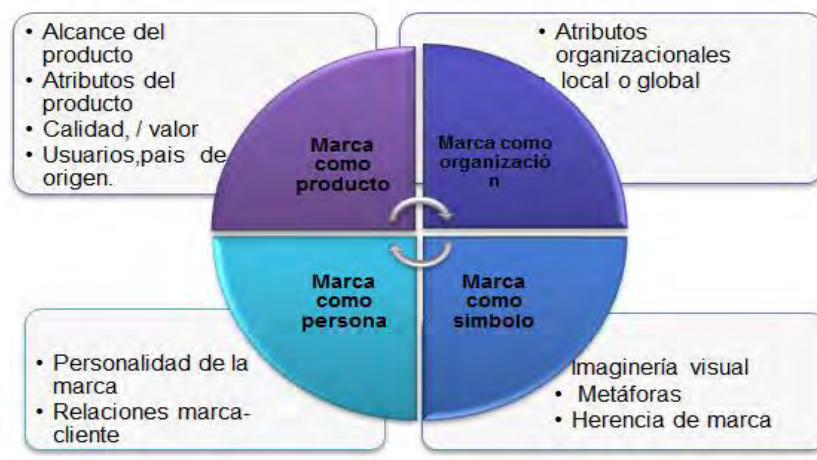 • Alcance del
producto
• Atributos del
producto
• Calidad, / valor
• Usuarios,pais de
origen.
• Atributos
organizacionales
• local o global
Marca
como
producto
Marca como
organizació
n
Marca
como
persona
Marca
como
simbolo
• Personalidad de la
marca
• Relaciones marca-
cliente
Imaginería visual
• Metáforas
• Herencia de marca